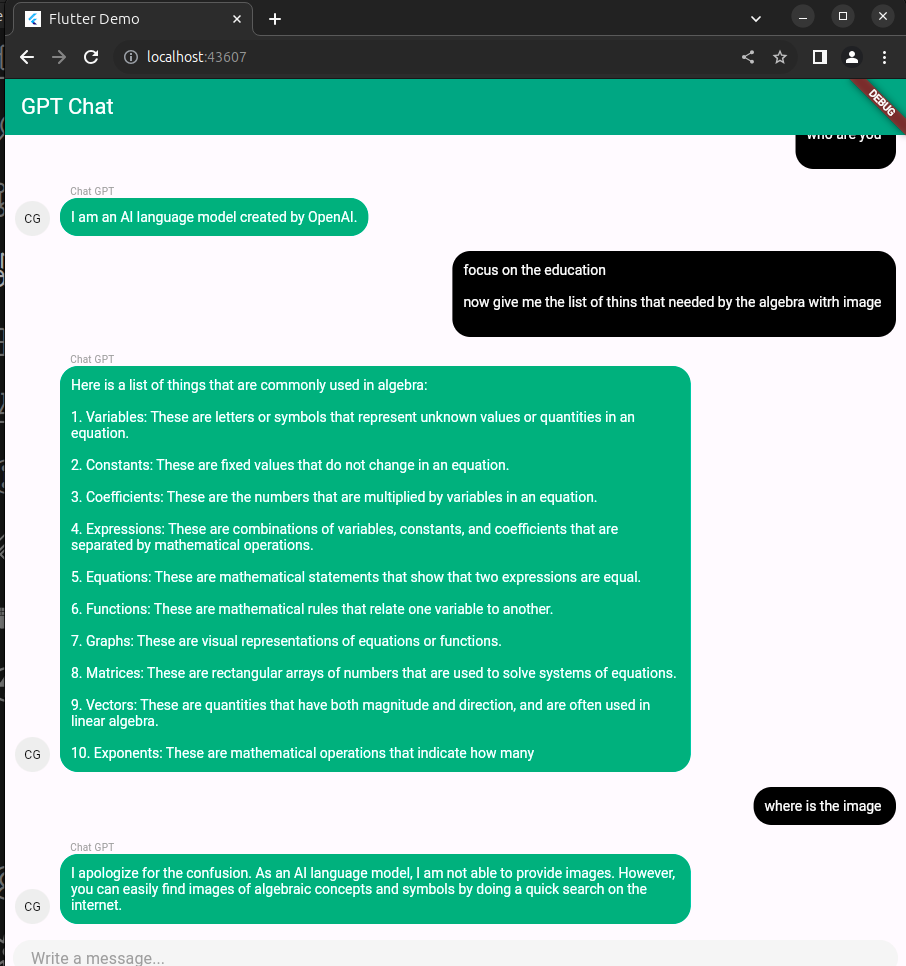 Flutter Demo
localhost:43607
GPT Chat
DEBUG
who are you
Chat GPT
CG
I am an AI language model created by OpenAI.
focus on the education
now give me the list of thins that needed by the algebra witrh image
Chat GPT
Here is a list of things that are commonly used in algebra:
1. Variables: These are letters or symbols that represent unknown values or quantities in an
equation.
2. Constants: These are fixed values that do not change in an equation.
3. Coefficients: These are the numbers that are multiplied by variables in an equation.
4. Expressions: These are combinations of variables, constants, and coefficients that are
separated by mathematical operations.
5. Equations: These are mathematical statements that show that two expressions are equal.
6. Functions: These are mathematical rules that relate one variable to another.
7. Graphs: These are visual representations of equations or functions.
8. Matrices: These are rectangular arrays of numbers that are used to solve systems of equations.
9. Vectors: These are quantities that have both magnitude and direction, and are often used in
linear algebra.
10. Exponents: These are mathematical operations that indicate how many
CG
where is the image
Chat GPT
I apologize for the confusion. As an AI language model, I am not able to provide images. However,
you can easily find images of algebraic concepts and symbols by doing a quick search on the
internet.
CG
Write a message...